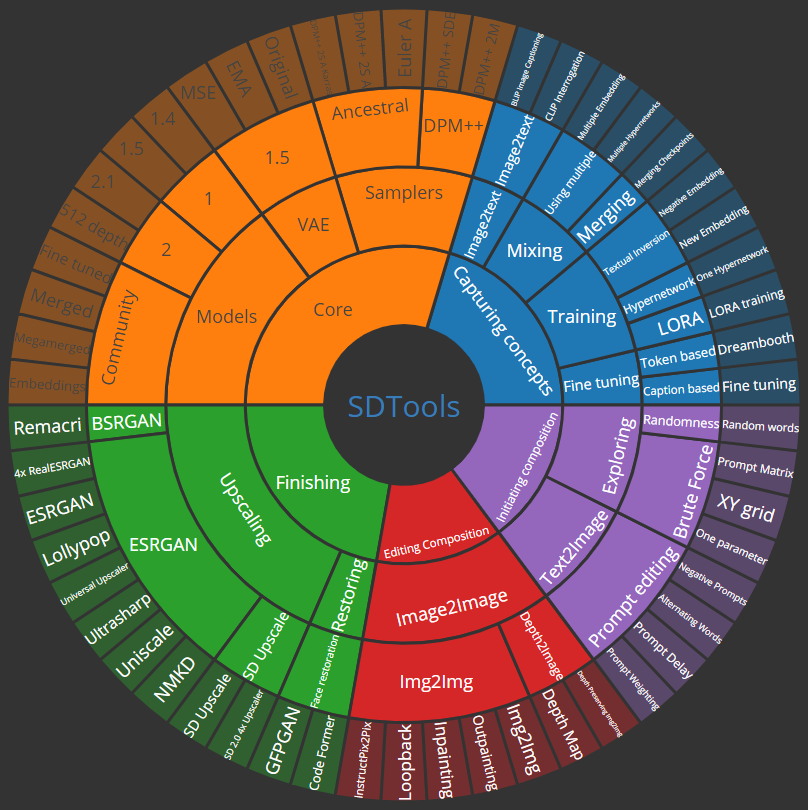 SDTools
Core
Models
VAE
Samplers
Community
2
1
1.5
Ancestral
DPM++
Embeddings
Megamerged
Merged
Fine tuned
512 depth
2.1
1.5
1.4
MSE
EMA
Original
DPM++ 2S A
Euler A
DPM++ SDE
DPM++ 2M
Capturing concepts
Image2text
Mixing
Training
Fine tuning
Image2text
Using multiple
Merging
Textual Inversion
Hypernetwork
LORA
Token based
Caption based
BLIP Image Captioning
CLIP Interrogation
Multiple Embedding
Multiple Hypernetworks
Merging Checkpoints
Negative Embedding
New Embedding
One Hypernetwork
LORA training
Dreambooth
Fine tuning
Initiating composition
Exploring
Text2Image
Randomness
Brute Force
Prompt editing
Random words
Prompt Matrix
XY grid
One parameter
Negative Prompts
Alternating Words
Prompt Delay
Prompt Weighting
Editing Composition
Image2Image
Depth2Image
Img2Img
Depth Preserving Img2Img
Depth Map
Img2Img
Outpainting
Inpainting
Loopback
InstructPix2Pix
Finishing
Restoring
Upscaling
Face restoration
SD Upscale
ESRGAN
BSRGAN
Code Former
GFPGAN
SD 2.0 4x Upscaler
SD Upscale
NMKD
Uniscale
Ultrasharp
Universal Upscaler
Lollypop
ESRGAN
4x RealESRGAN
Remacri